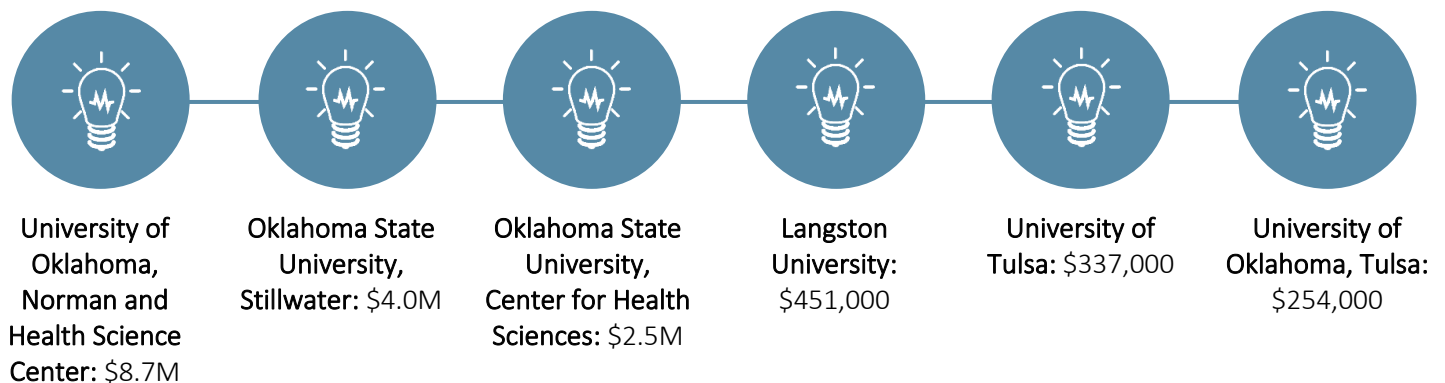 University of
Oklahoma,
Norman and
Health Science
Center: $8.7M
Oklahoma State
University,
Stillwater: $4.0M
Oklahoma State
University,
Center for Health
Sciences: $2.5M
Langston
University:
$451,000
University of
Tulsa: $337,000
University of
Oklahoma, Tulsa:
$254,000